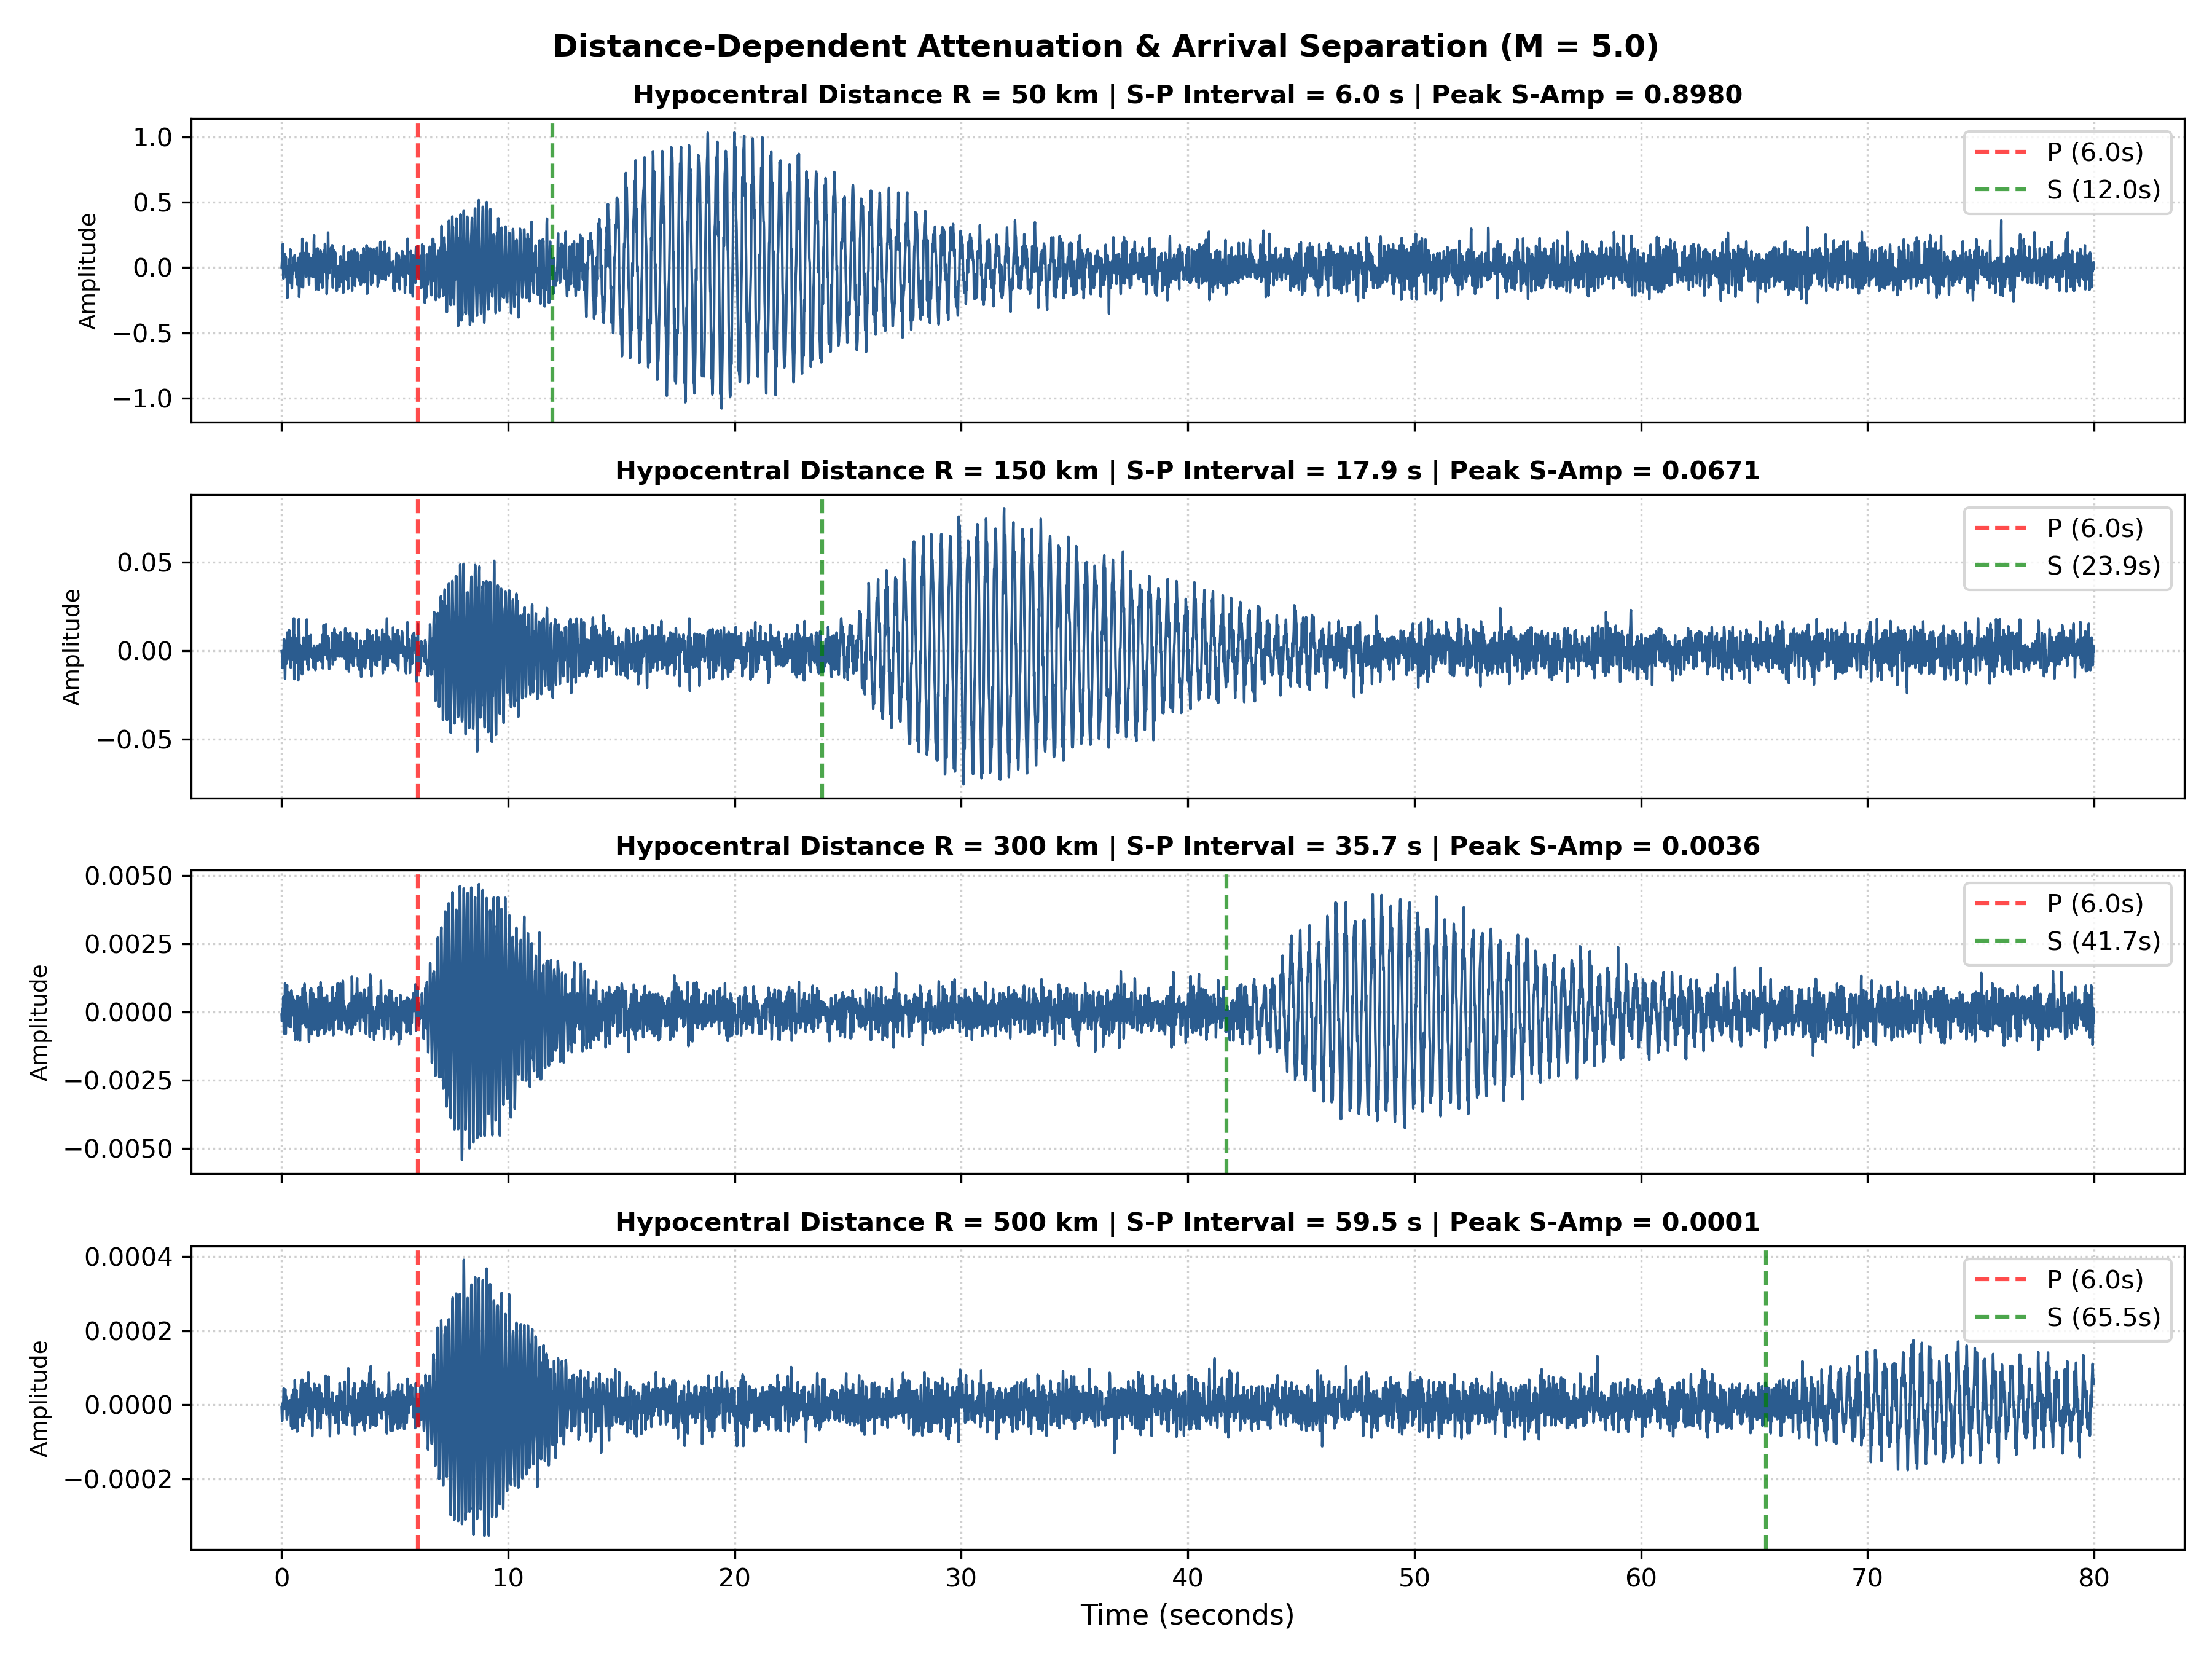 Distance-Dependent Attenuation & Arrival Separation (M = 5.0)
Hypocentral Distance R = 50 km | S-P Interval = 6.0 s | Peak S-Amp = 0.8980
1.0
0.5
0.0
−0.5
−1.0
Amplitude
P (6.0s)
S (12.0s)
Hypocentral Distance R = 150 km | S-P Interval = 17.9 s | Peak S-Amp = 0.0671
0.05
0.00
−0.05
Amplitude
P (6.0s)
S (23.9s)
Hypocentral Distance R = 300 km | S-P Interval = 35.7 s | Peak S-Amp = 0.0036
0.0050
0.0025
0.0000
−0.0025
−0.0050
Amplitude
P (6.0s)
S (41.7s)
Hypocentral Distance R = 500 km | S-P Interval = 59.5 s | Peak S-Amp = 0.0001
0.0004
0.0002
0.0000
−0.0002
Amplitude
P (6.0s)
S (65.5s)
0 10 20 30 40 50 60 70 80
Time (seconds)